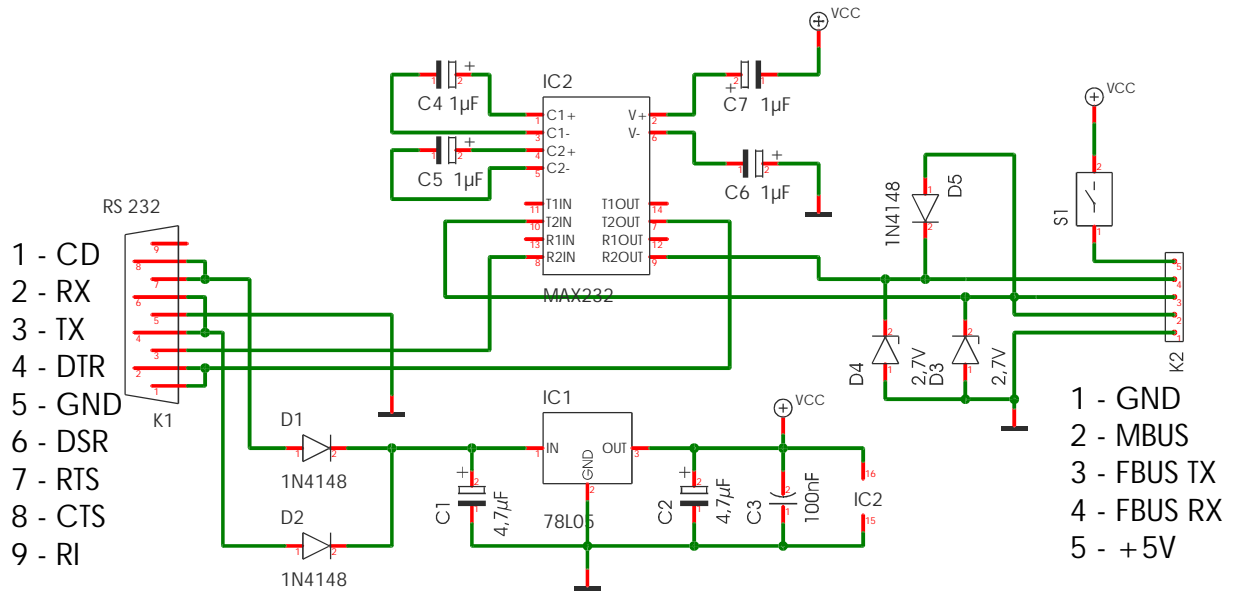 VCC
IC2
C4 1µF
C7 1µF
C1+
C1-
C2+
C2-
V+
V-
C5 1µF
C6 1µF
VCC
S1
1N4148
D5
RS 232
T1IN
T2IN
R1IN
R2IN
T1OUT
T2OUT
R1OUT
R2OUT
MAX232
1 - CD
2 - RX
3 - TX
4 - DTR
5 - GND
6 - DSR
7 - RTS
8 - CTS
9 - RI
K1
D4
2,7V
D3
2,7V
K2
1 - GND
2 - MBUS
3 - FBUS TX
4 - FBUS RX
5 - +5V
D1
1N4148
D2
1N4148
IC1
IN
OUT
GND
78L05
C1
4,7µF
C2
4,7µF
C3
100nF
VCC
16
IC2
15